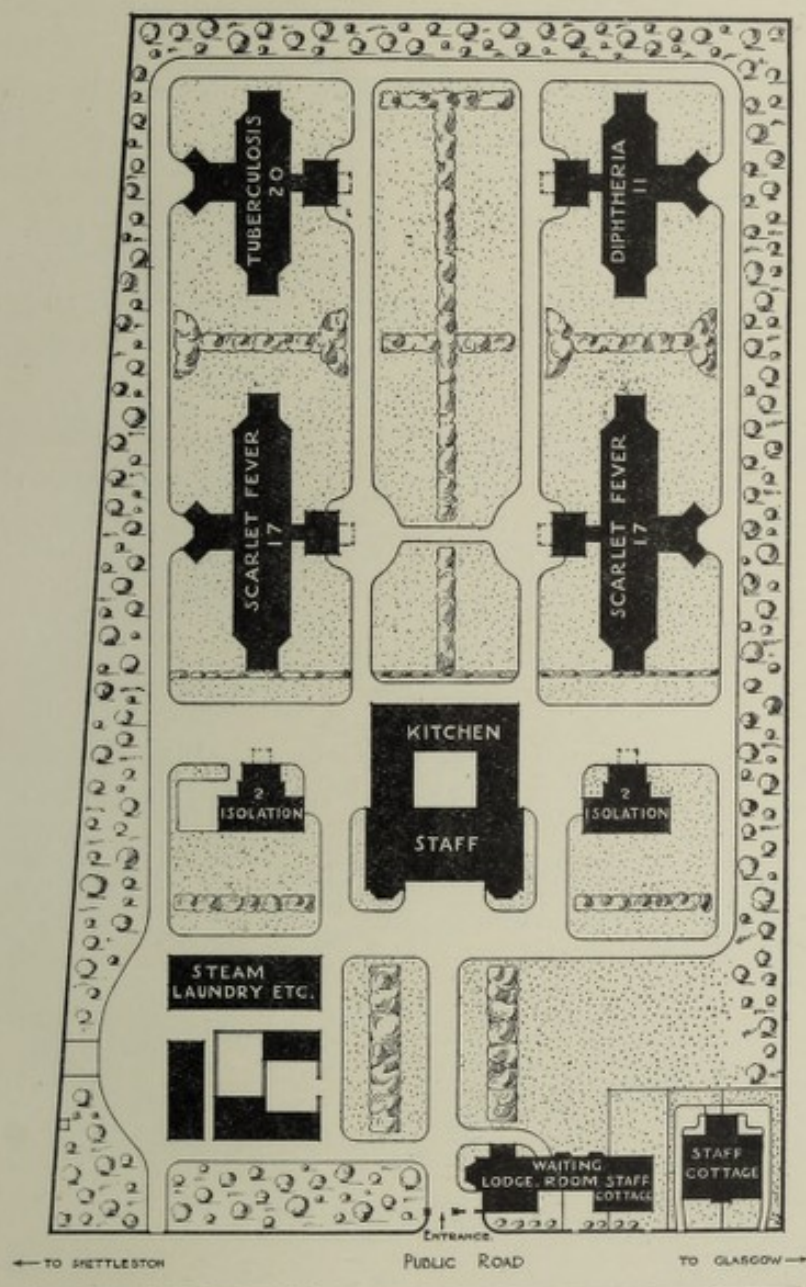 TUBERCULOSIS
20
DIPHTHERIA
11
SCARLET FEVER
17
SCARLET FEVER
17
KITCHEN
STAFF
2
ISOLATION
2
ISOLATION
STEAM
LAUNDRY ETC.
WAITING
LODGE. ROOM STAFF
COTTAGE
STAFF
COTTAGE
ENTRANCE.
TO SHETTLESTON
PUBLIC ROAD
TO GLASGOW